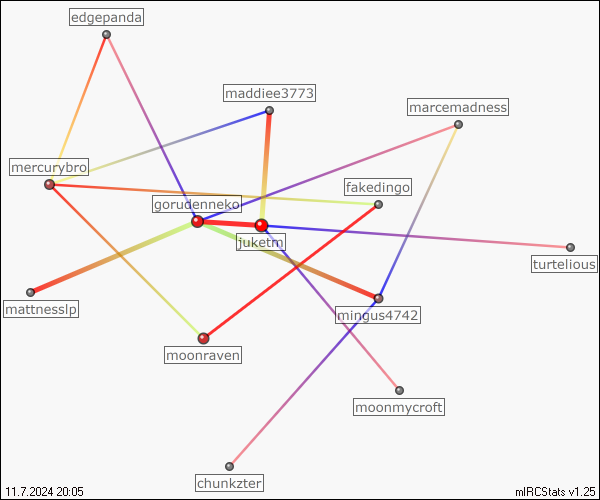 edgepanda
maddiee3773
marcemadness
mercurybro
fakedingo
gorudenneko
juketm
turtelious
mattnesslp
mingus4742
moonraven
moonmycroft
chunkzter
11.7.2024 20:05
mIRCStats v1.25